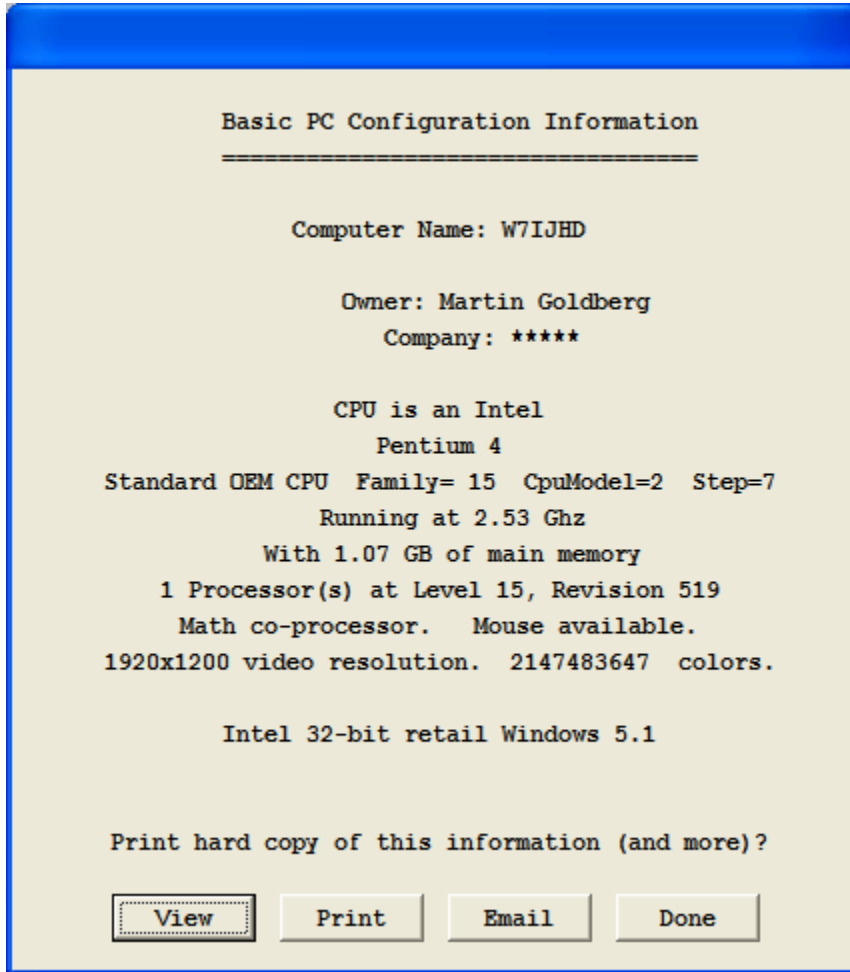 Basic PC Configuration Information
==================================
Computer Name: W7IJHD
Owner: Martin Goldberg
Company: *****
CPU is an Intel
Pentium 4
Standard OEM CPU  Family= 15  CpuModel=2  Step=7
Running at 2.53 Ghz
With 1.07 GB of main memory
1 Processor(s) at Level 15, Revision 519
Math co-processor.   Mouse available.
1920x1200 video resolution.  2147483647  colors.
Intel 32-bit retail Windows 5.1
Print hard copy of this information (and more)?
View Print Email Done